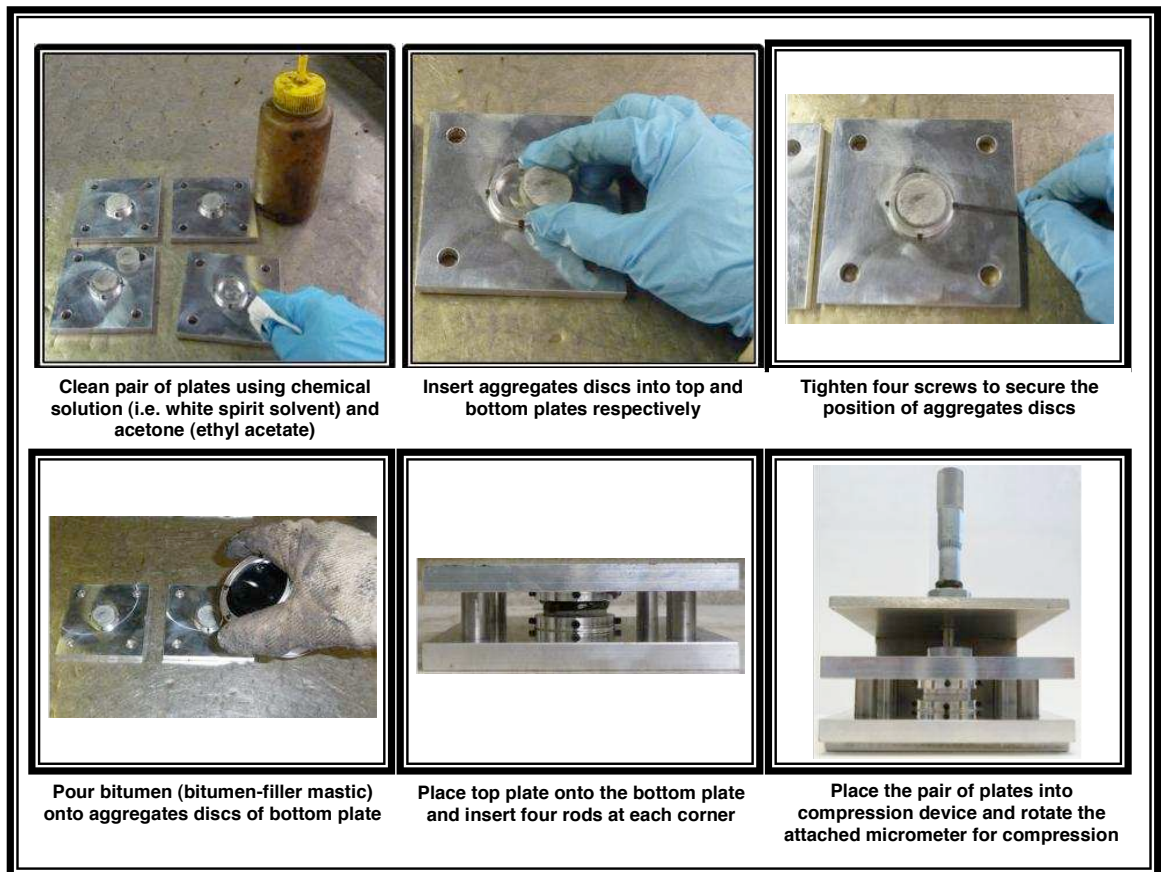 Clean pair of plates using chemical
solution (i.e. white spirit solvent) and
acetone (ethyl acetate)
Insert aggregates discs into top and
bottom plates respectively
Tighten four screws to secure the
position of aggregates discs
Pour bitumen (bitumen-filler mastic)
onto aggregates discs of bottom plate
Place top plate onto the bottom plate
and insert four rods at each corner
Place the pair of plates into
compression device and rotate the
attached micrometer for compression